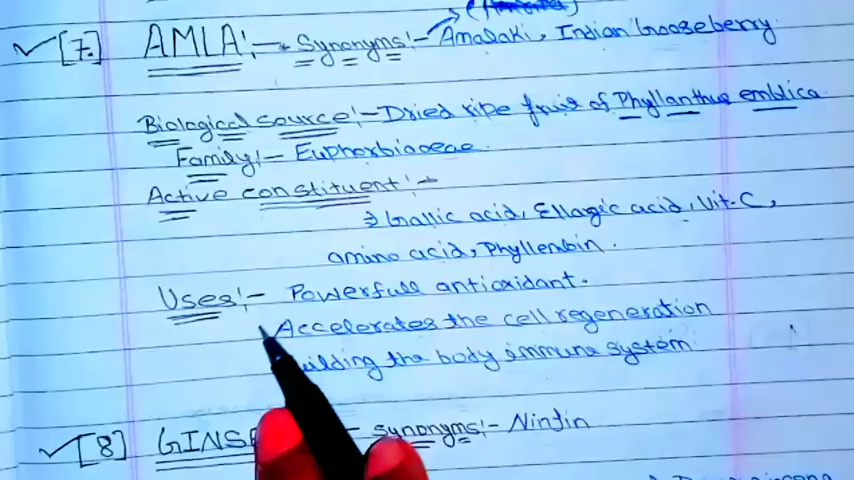 [7.] AMLA:- Synonyms:- Amalaki, Indian Gooseberry
Biological source:- Dried ripe fruit of Phyllanthus emblica
Family:- Euphorbiaceae.
Active constituent:-
Gallic acid, Ellagic acid, Vit.C,
amino acid, Phyllembin.
Uses:- Powerfull antioxidant.
Accelerates the cell regeneration
the body immune system
[8] synonyms:-